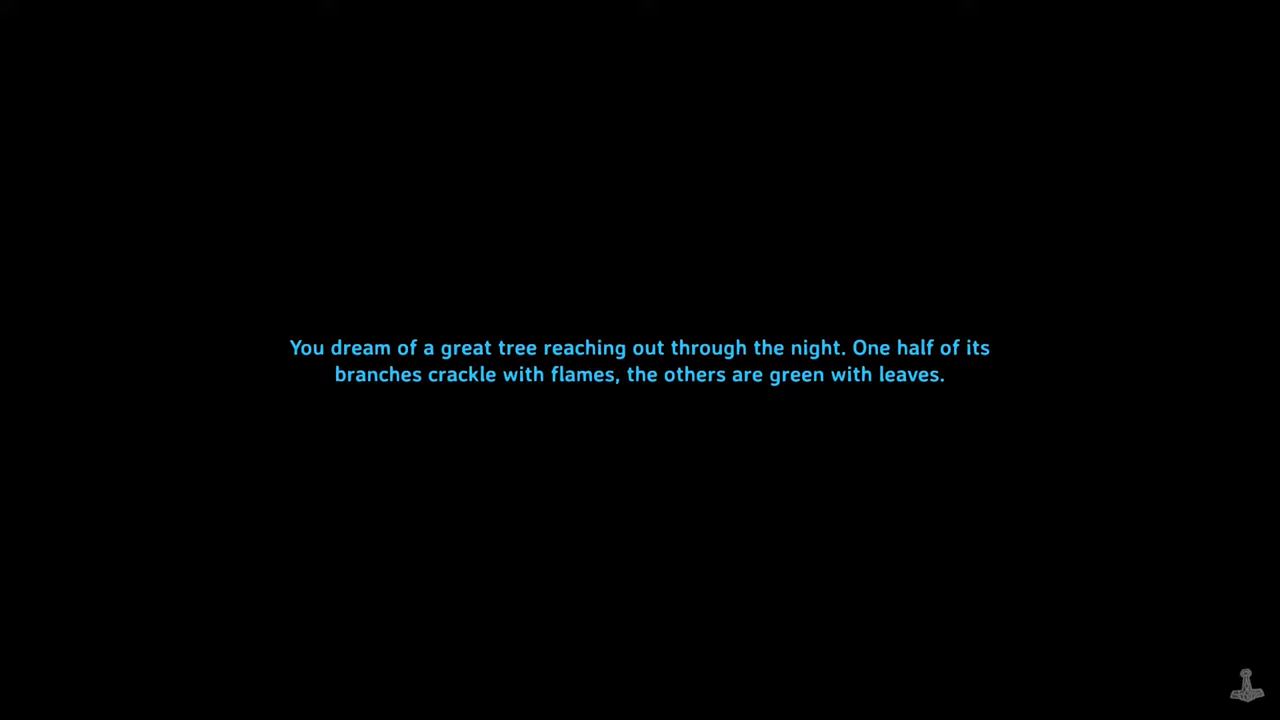 You dream of a great tree reaching out through the night. One half of its
branches crackle with flames, the others are green with leaves.